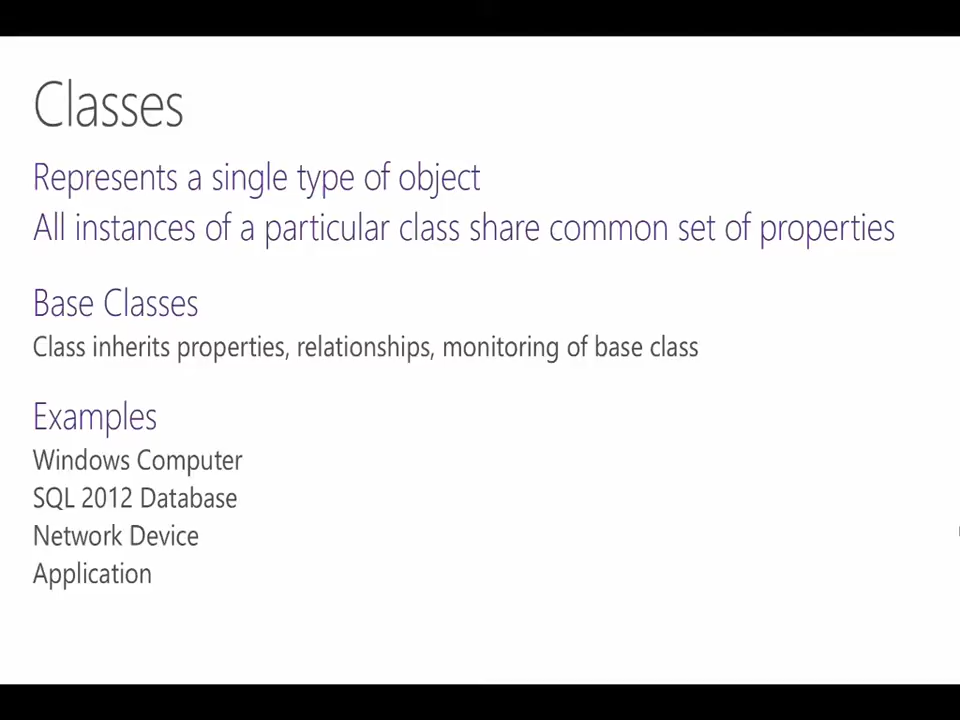 Classes
Represents a single type of object
All instances of a particular class share common set of properties
Base Classes
Class inherits properties, relationships, monitoring of base class
Examples
Windows Computer
SQL 2012 Database
Network Device
Application